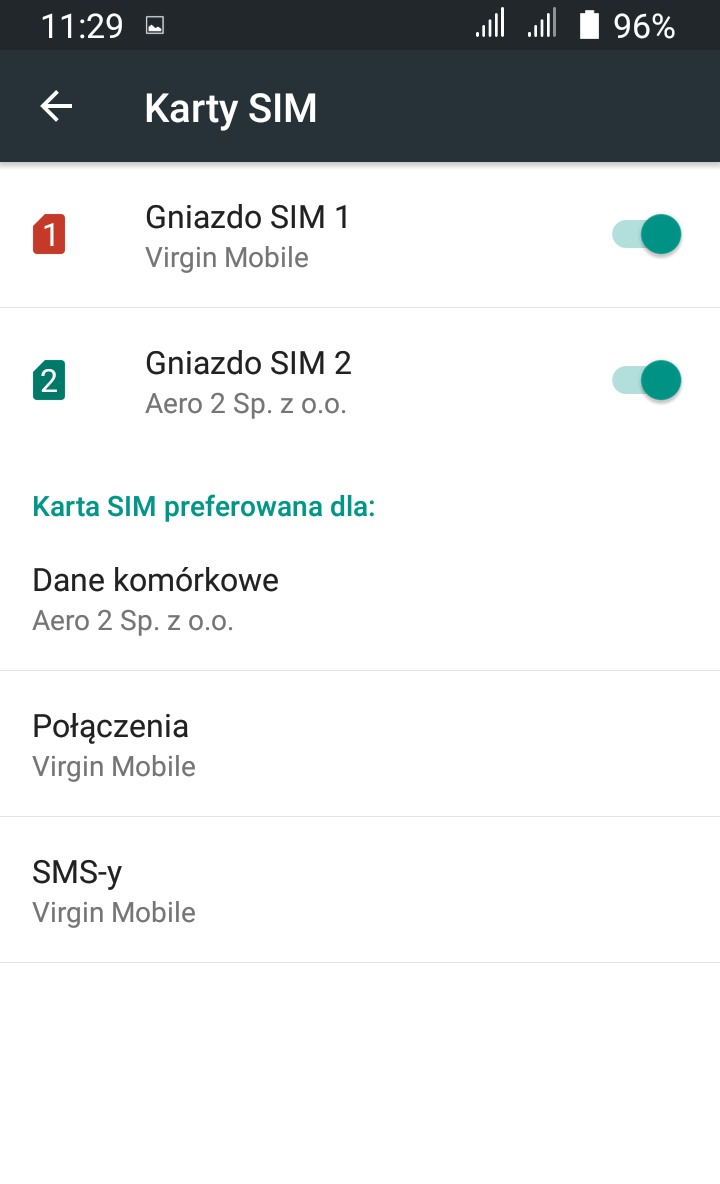 11:29 96%
Karty SIM
1 Gniazdo SIM 1
Virgin Mobile
2 Gniazdo SIM 2
Aero 2 Sp. z o.o.
Karta SIM preferowana dla:
Dane komórkowe
Aero 2 Sp. z o.o.
Połączenia
Virgin Mobile
SMS-y
Virgin Mobile